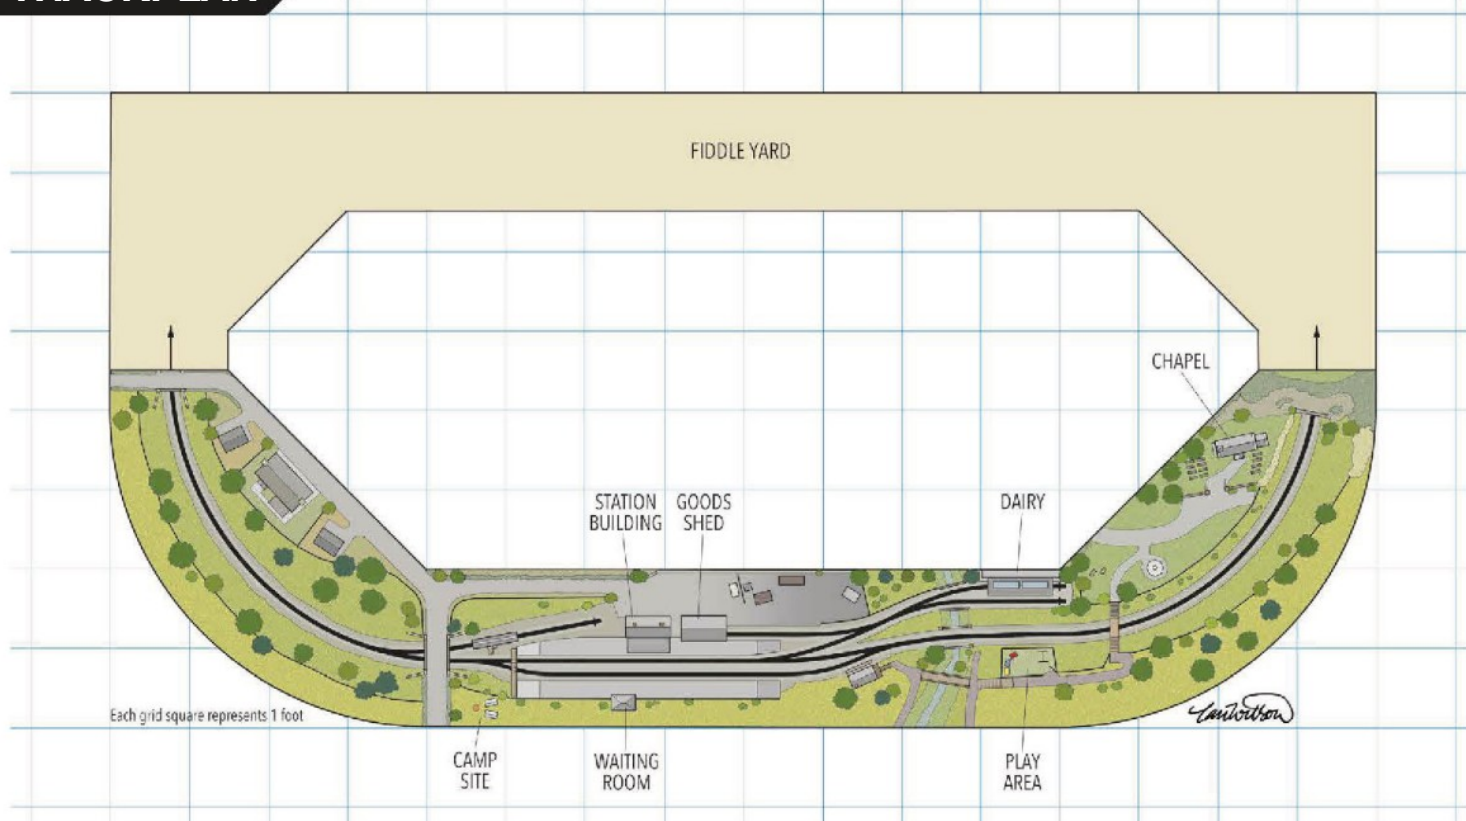 FIDDLE YARD
CHAPEL
STATION
BUILDING
GOODS
SHED
DAIRY
Each grid square represents 1 foot
CAMP
SITE
WAITING
ROOM
PLAY
AREA